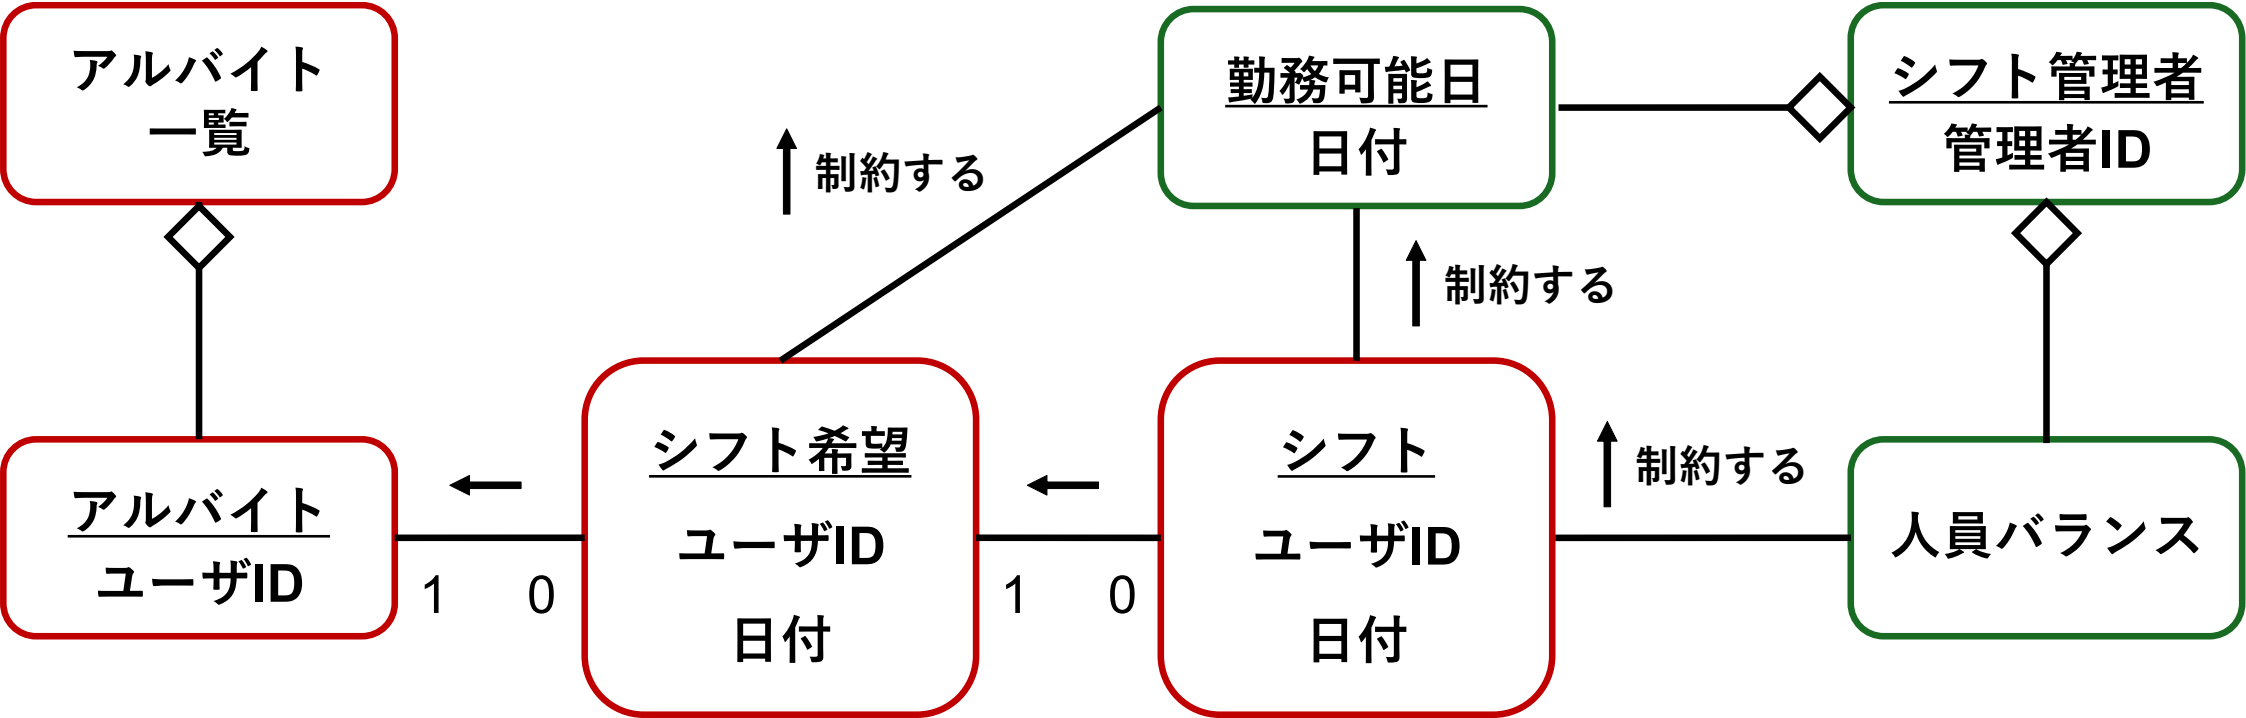 アルバイト
一覧
勤務可能日
日付
シフト管理者
管理者ID
制約する
制約する
制約する
アルバイト
ユーザID
1
0
シフト希望
ユーザID
日付
1
0
シフト
ユーザID
日付
人員バランス